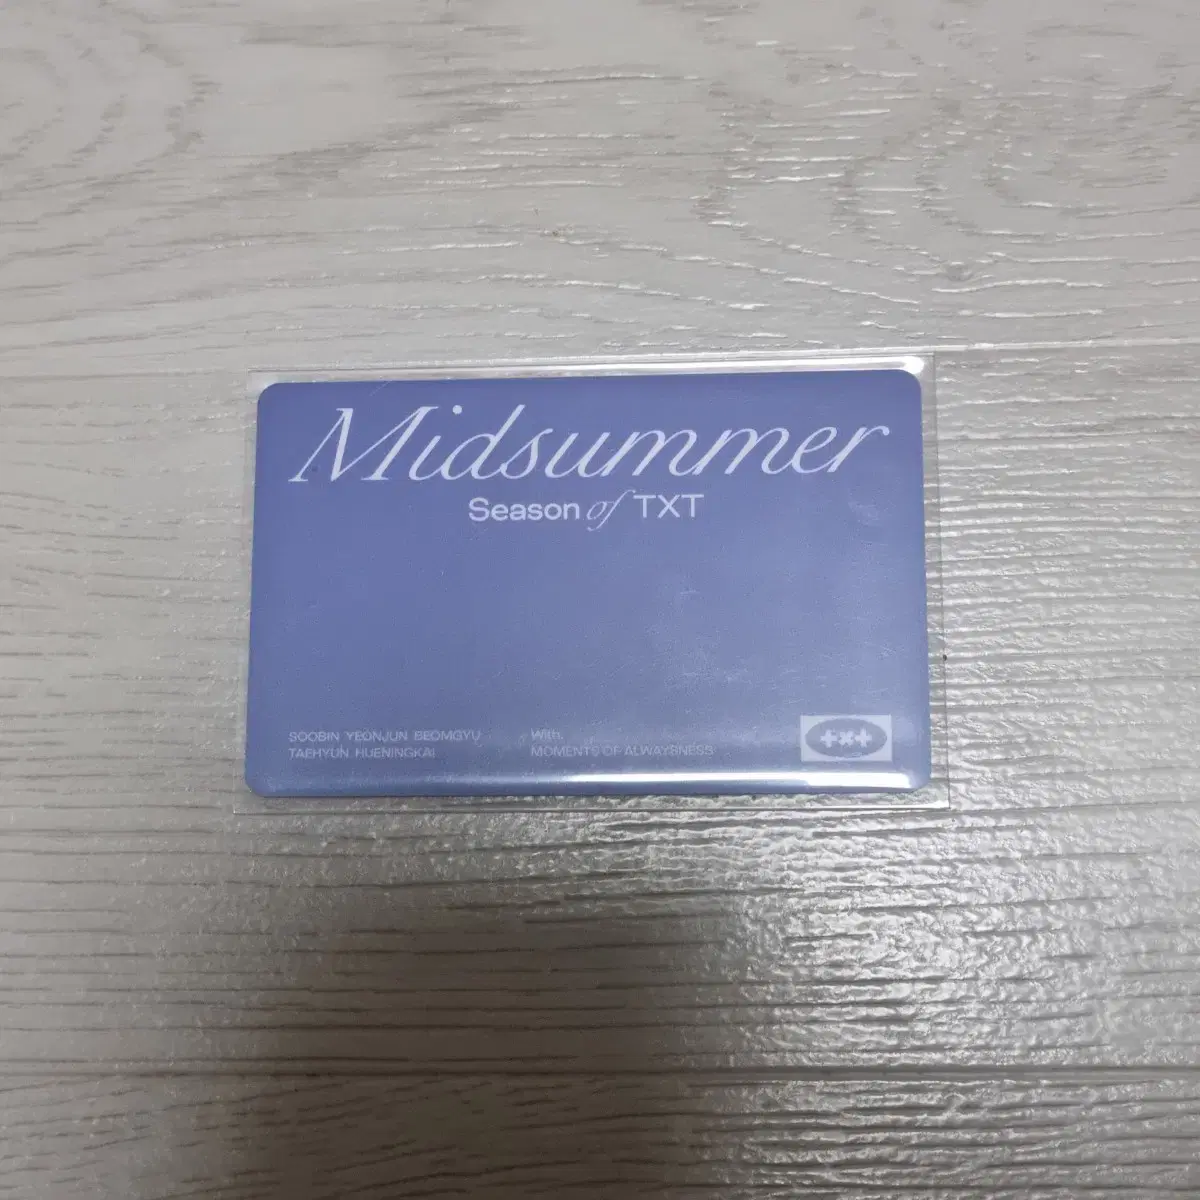 Midsummer
Season of TXT
SOOBIN YEONJUN BEOMGYU
TAEHYUN HUENINGKAI
With.
MOMENTS OF ALWAYSNESS
t×t